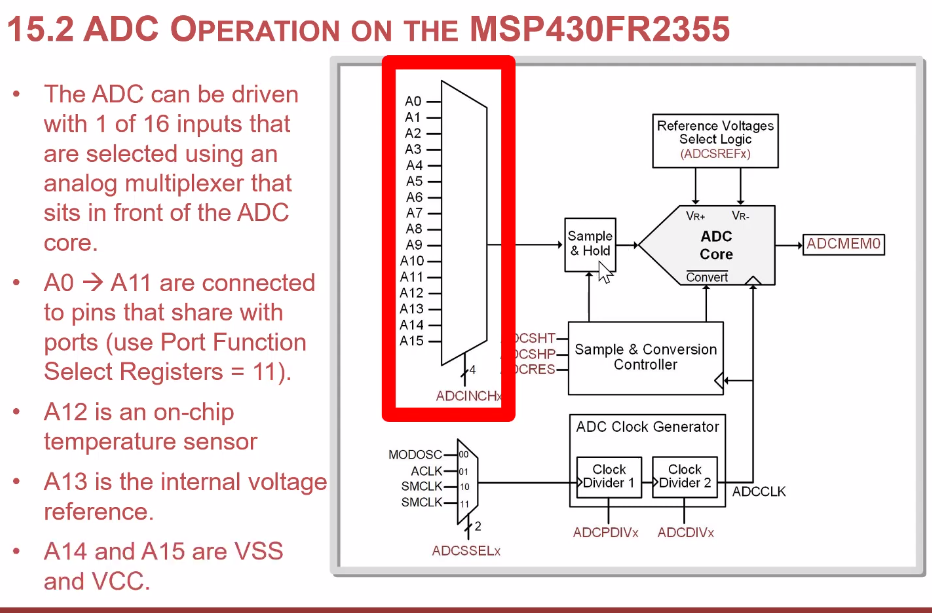 15.2 ADC OPERATION ON THE MSP430FR2355
• The ADC can be driven
with 1 of 16 inputs that
are selected using an
analog multiplexer that
sits in front of the ADC
core.
• A0 → A11 are connected
to pins that share with
ports (use Port Function
Select Registers = 11).
• A12 is an on-chip
temperature sensor
• A13 is the internal voltage
reference.
• A14 and A15 are VSS
and VCC.
A0
A1
A2
A3
A4
A5
A6
A7
A8
A9
A10
A11
A12
A13
A14
A15
4
ADCINCHx
Reference Voltages
Select Logic
(ADCSREFx)
VR+ VR-
ADC
Core
Convert
Sample
& Hold
ADCMEM0
DCSHT
DCSHP
DCRES
Sample & Conversion
Controller
ADC Clock Generator
MODOSC 00
ACLK 01
SMCLK 10
SMCLK 11
2
ADCSSELx
Clock
Divider 1
Clock
Divider 2
ADCCLK
ADCPDIVx
ADCDIVx